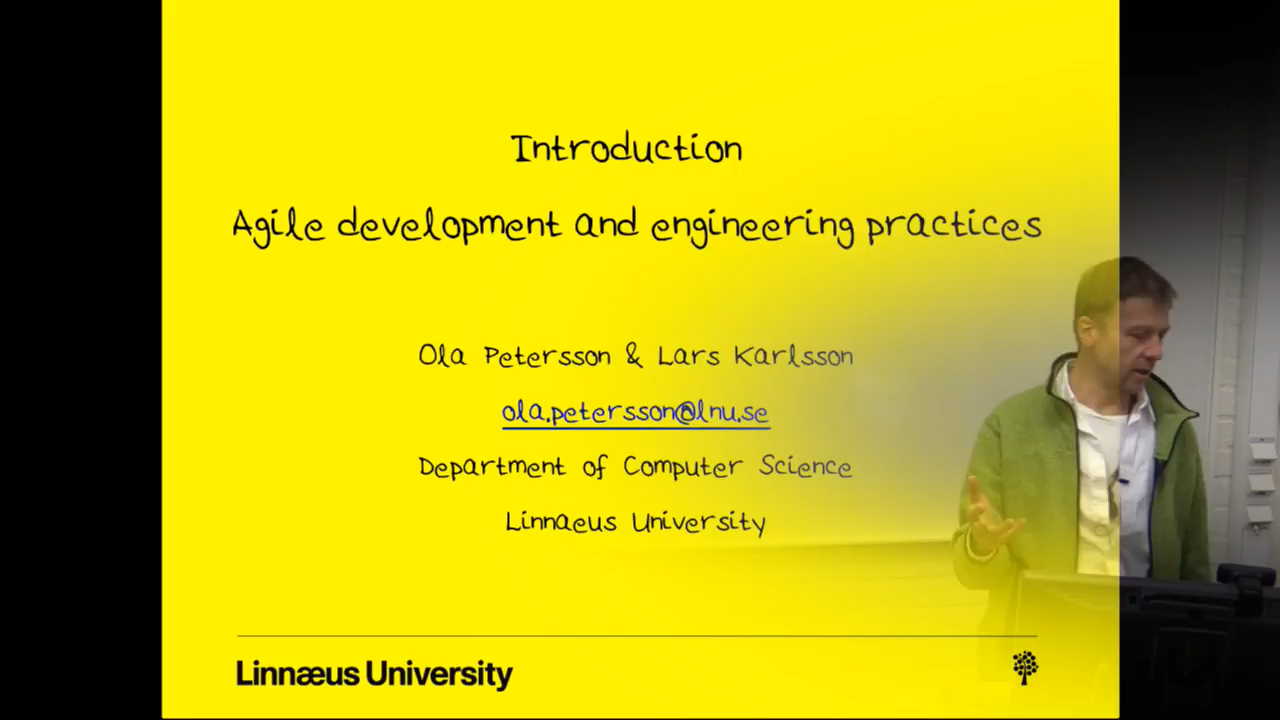 Introduction
Agile development and engineering practices
Ola Petersson & Lars Karlsson
ola.petersson@lnu.se
Department of Computer Science
Linnaeus University
Linnæus University